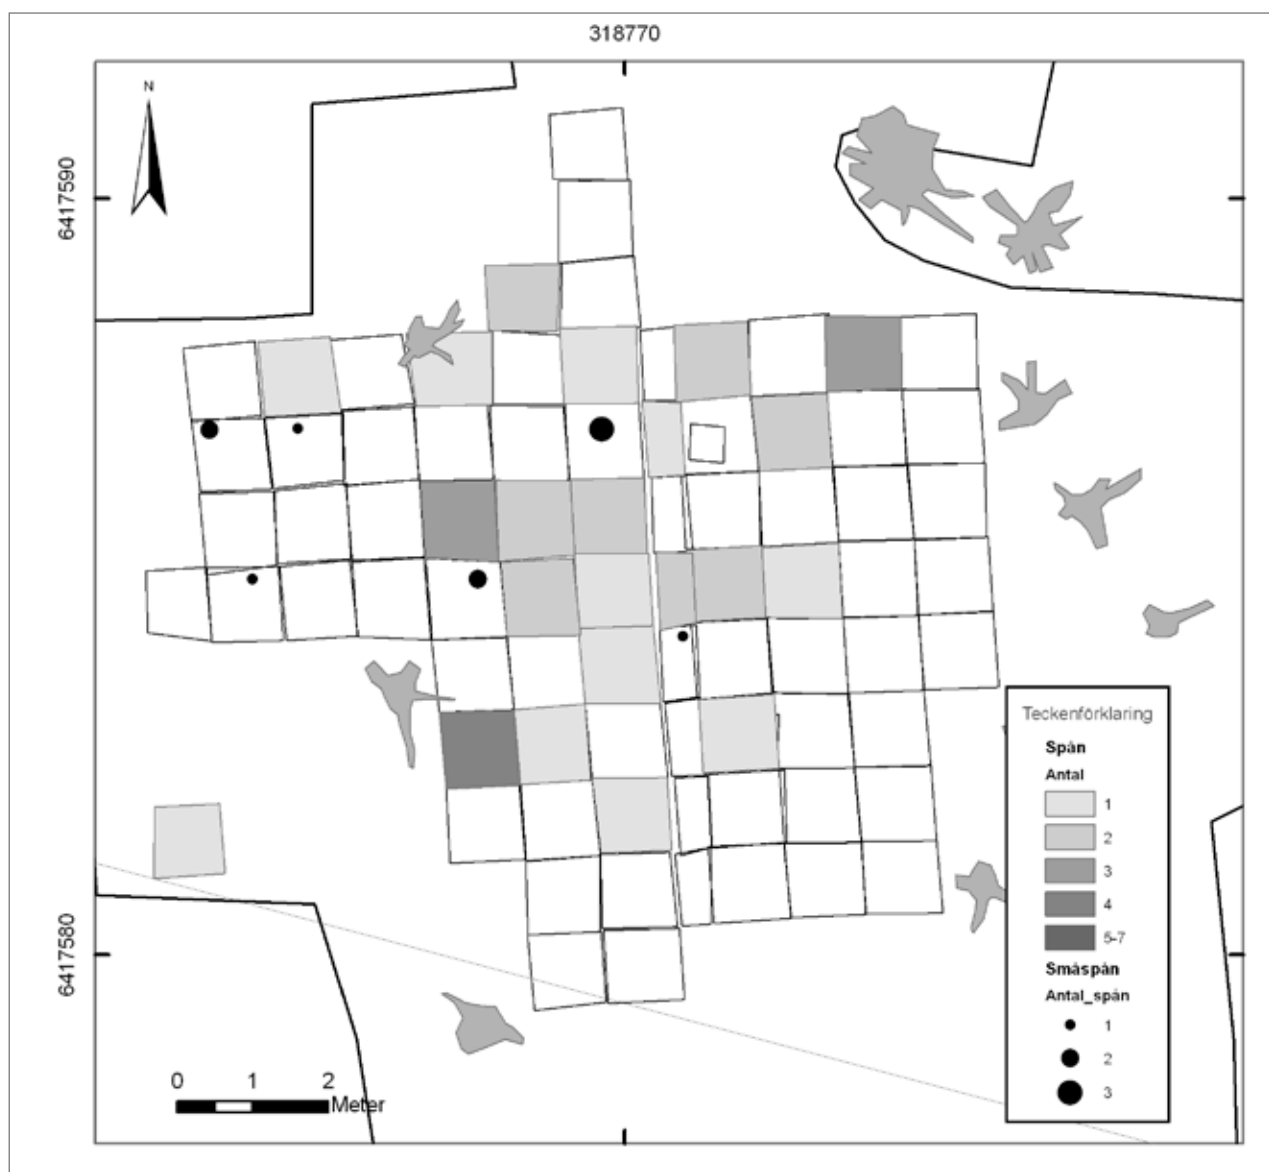 318770
N
6417590
6417580
Teckenförklaring
Spån
Antal
1
2
3
4
5-7
Småspån
Antal_spån
1
2
3
0 1 2
Meter